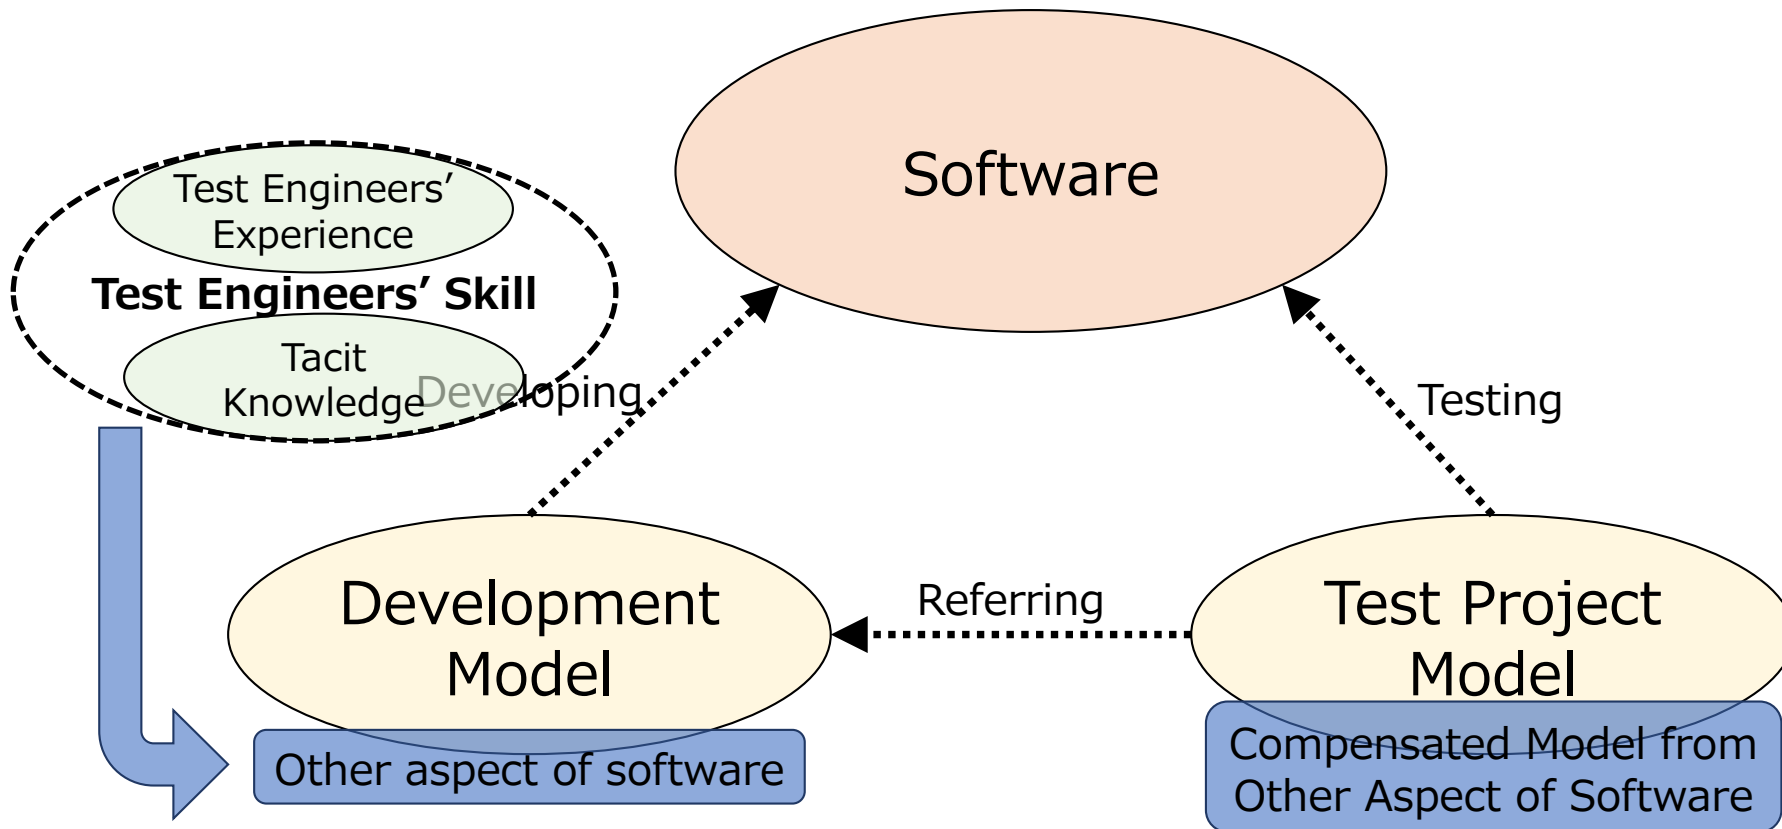 Software
Test Engineers’
Experience
Test Engineers’ Skill
Tacit
Knowledge
Developing
Testing
Referring
Development
Model
Test Project
Model
Other aspect of software
Compensated Model from
Other Aspect of Software